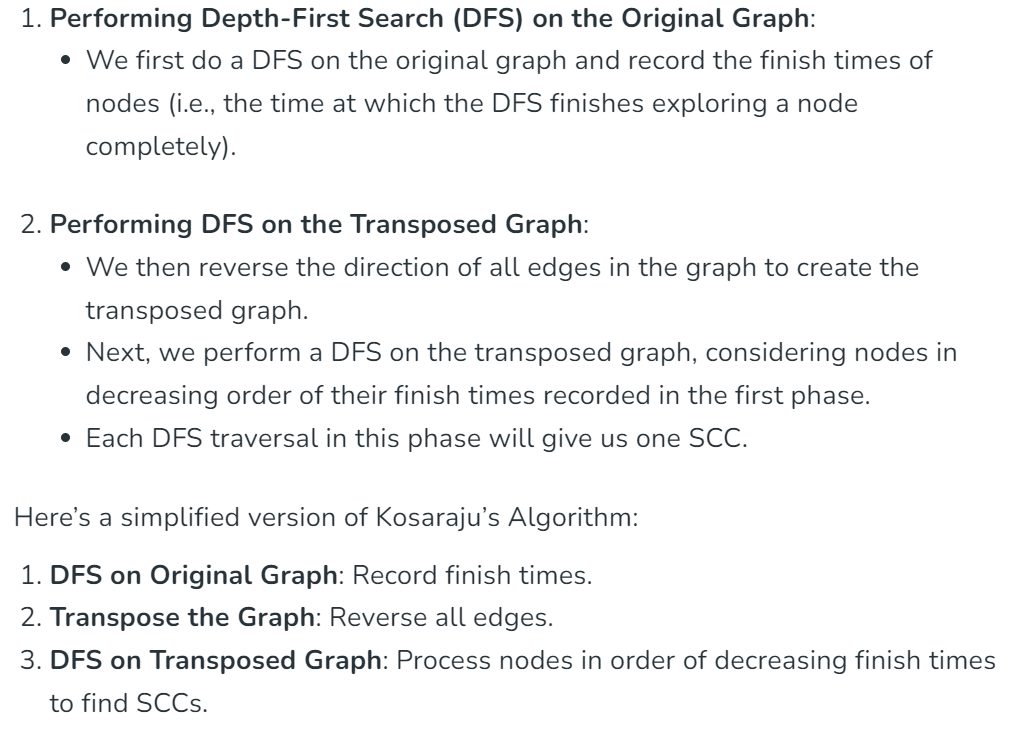 1. Performing Depth-First Search (DFS) on the Original Graph:
• We first do a DFS on the original graph and record the finish times of
nodes (i.e., the time at which the DFS finishes exploring a node
completely).
2. Performing DFS on the Transposed Graph:
• We then reverse the direction of all edges in the graph to create the
transposed graph.
• Next, we perform a DFS on the transposed graph, considering nodes in
decreasing order of their finish times recorded in the first phase.
• Each DFS traversal in this phase will give us one SCC.
Here’s a simplified version of Kosaraju’s Algorithm:
1. DFS on Original Graph: Record finish times.
2. Transpose the Graph: Reverse all edges.
3. DFS on Transposed Graph: Process nodes in order of decreasing finish times
to find SCCs.